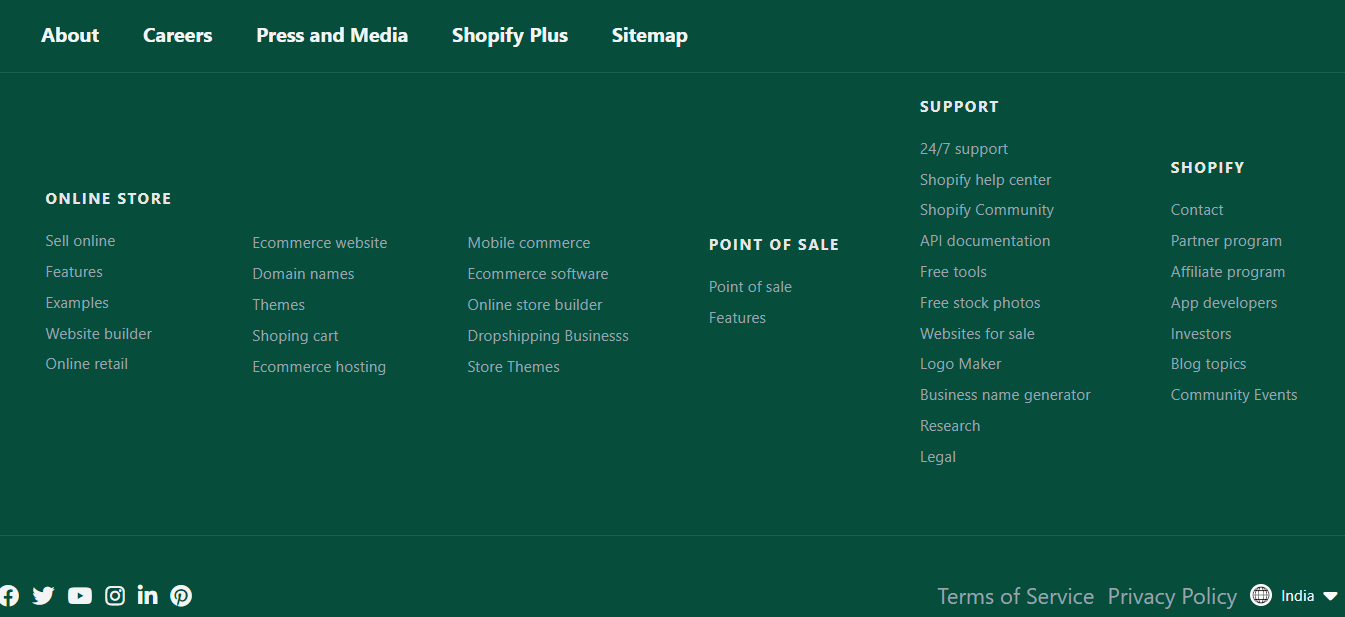 About Careers Press and Media Shopify Plus Sitemap
ONLINE STORE
Sell online
Features
Examples
Website builder
Online retail
Ecommerce website
Domain names
Themes
Shoping cart
Ecommerce hosting
Mobile commerce
Ecommerce software
Online store builder
Dropshipping Businesss
Store Themes
POINT OF SALE
Point of sale
Features
SUPPORT
24/7 support
Shopify help center
Shopify Community
API documentation
Free tools
Free stock photos
Websites for sale
Logo Maker
Business name generator
Research
Legal
SHOPIFY
Contact
Partner program
Affiliate program
App developers
Investors
Blog topics
Community Events
Terms of Service Privacy Policy India